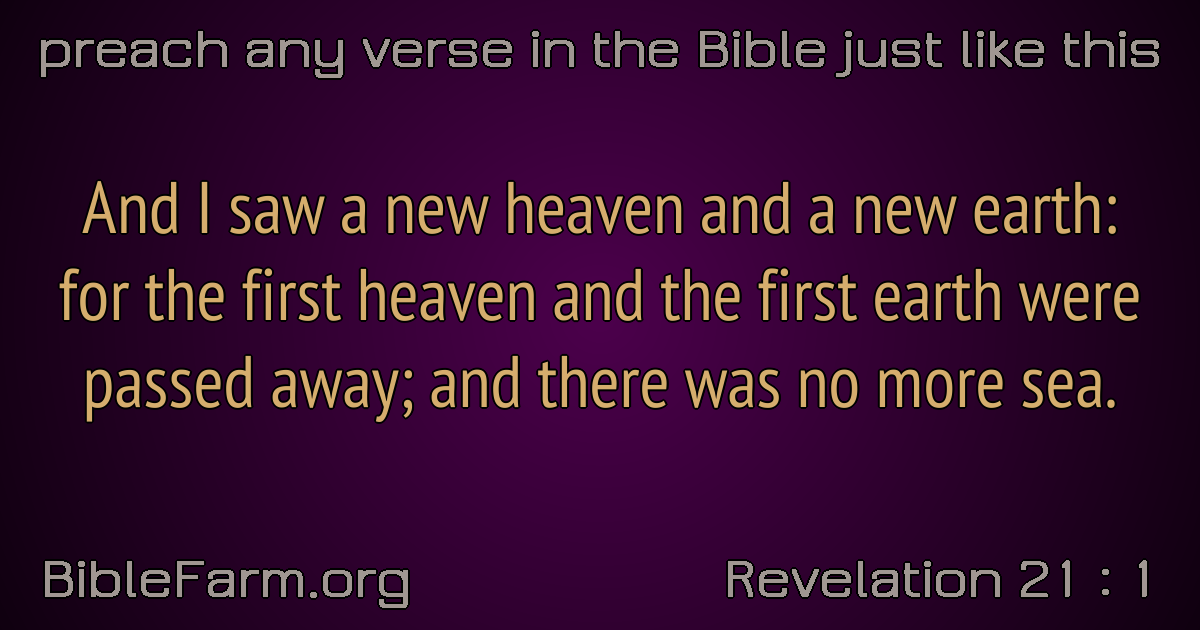 preach any verse in the Bible just like this
And I saw a new heaven and a new earth:
for the first heaven and the first earth were
passed away; and there was no more sea.
BibleFarm.org
Revelation 21 : 1